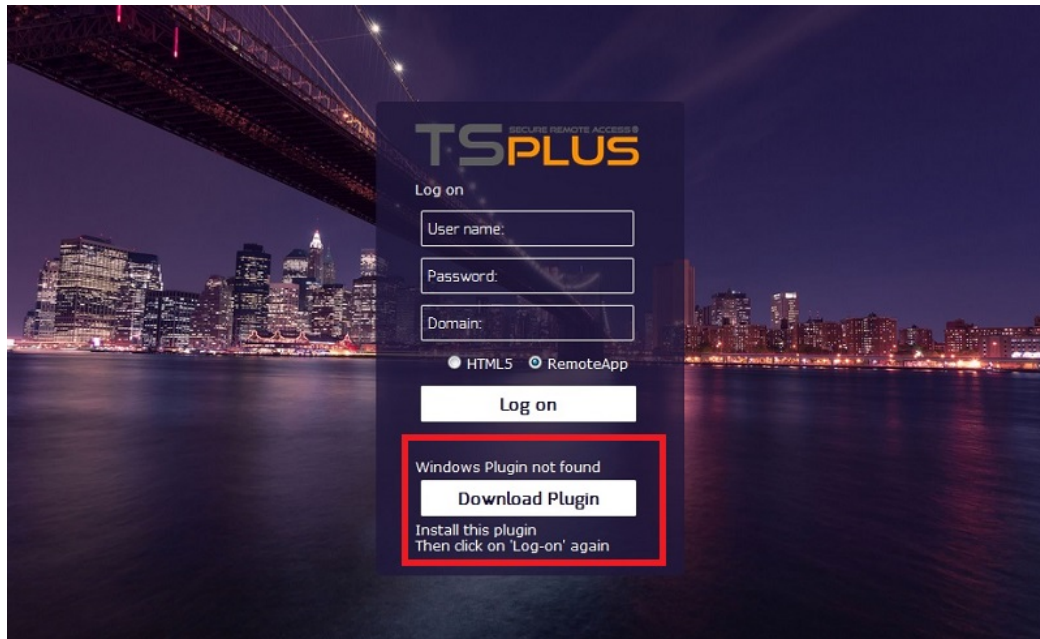 SECURE REMOTE ACCESS®
TSPLUS
Log on
User name:
Password:
Domain:
HTML5 RemoteApp
Log on
Windows Plugin not found
Download Plugin
Install this plugin
Then click on 'Log-on' again